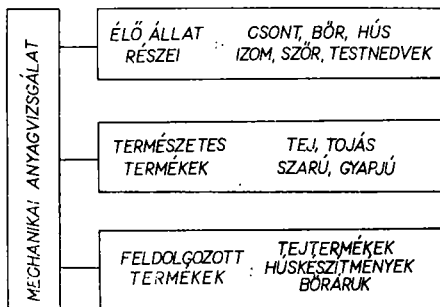 MECHANIKAI ANYAGVIZSGÁLAT
ÉLŐ ÁLLAT RÉSZEI :
CSONT, BŐR, HÚS
IZOM, SZŐR, TESTNEDVEK
TERMÉSZETES
TERMÉKEK
TEJ, TOJÁS
SZARÚ, GYAPJÚ
FELDOLGOZOTT
TERMÉKEK :
TEJTERMÉKEK
HÚSKÉSZÍTMÉNYEK
BŐRÁRUK